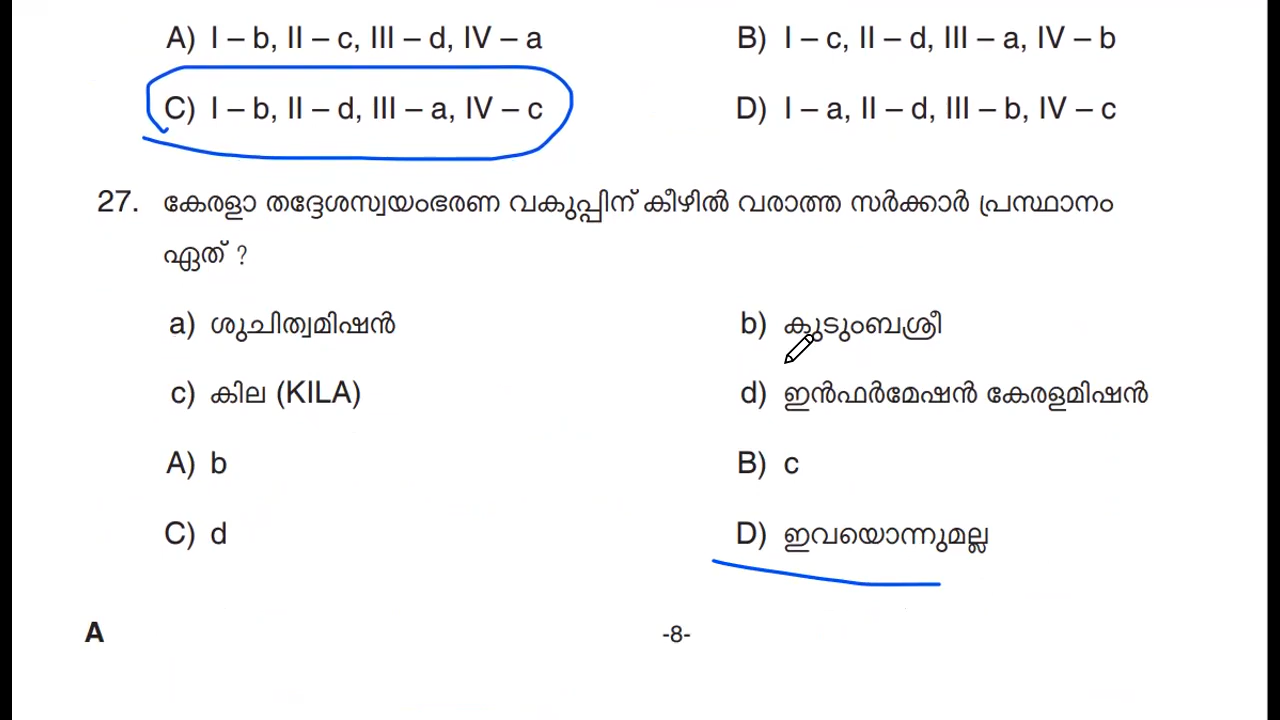 A) I – b, II – c, III – d, IV – a B) I – c, II – d, III – a, IV – b
C) I – b, II – d, III – a, IV – c D) I – a, II – d, III – b, IV – c
27. കേരളാ തദ്ദേശസ്വയംഭരണ വകുപ്പിന് കീഴിൽ വരാത്ത സർക്കാർ പ്രസ്ഥാനം
ഏത് ?
a) ശുചിത്വമിഷൻ b) കുടുംബശ്രീ
c) കില (KILA) d) ഇൻഫർമേഷൻ കേരളമിഷൻ
A) b B) c
C) d D) ഇവയൊന്നുമല്ല
A -8-